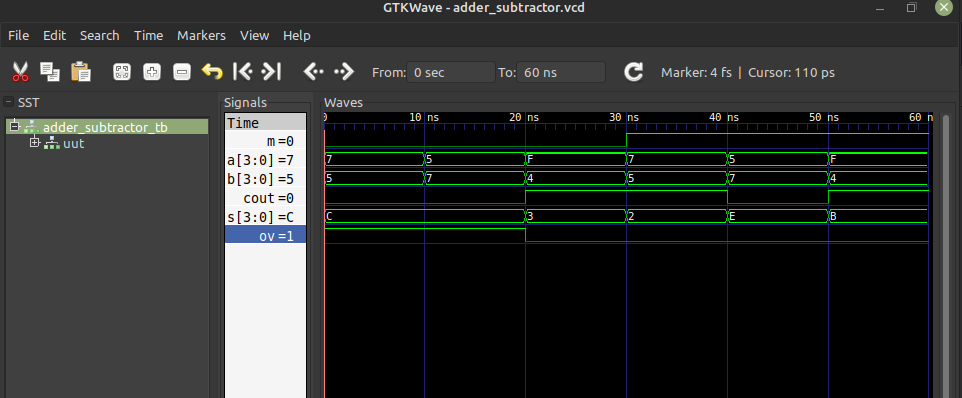 GTKWave - adder_subtractor.vcd
File Edit Search Time Markers View Help
From: 0 sec To: 60 ns Marker: 4 fs | Cursor: 110 ps
SST
adder_subtractor_tb
uut
Signals
Time
m =0
a[3:0] =7
b[3:0] =5
cout =0
s[3:0] =C
ov =1
Waves
0 10 ns 20 ns 30 ns 40 ns 50 ns 60 n
7 5 F 7 5 F
5 7 4 5 7 4
C 3 2 E B